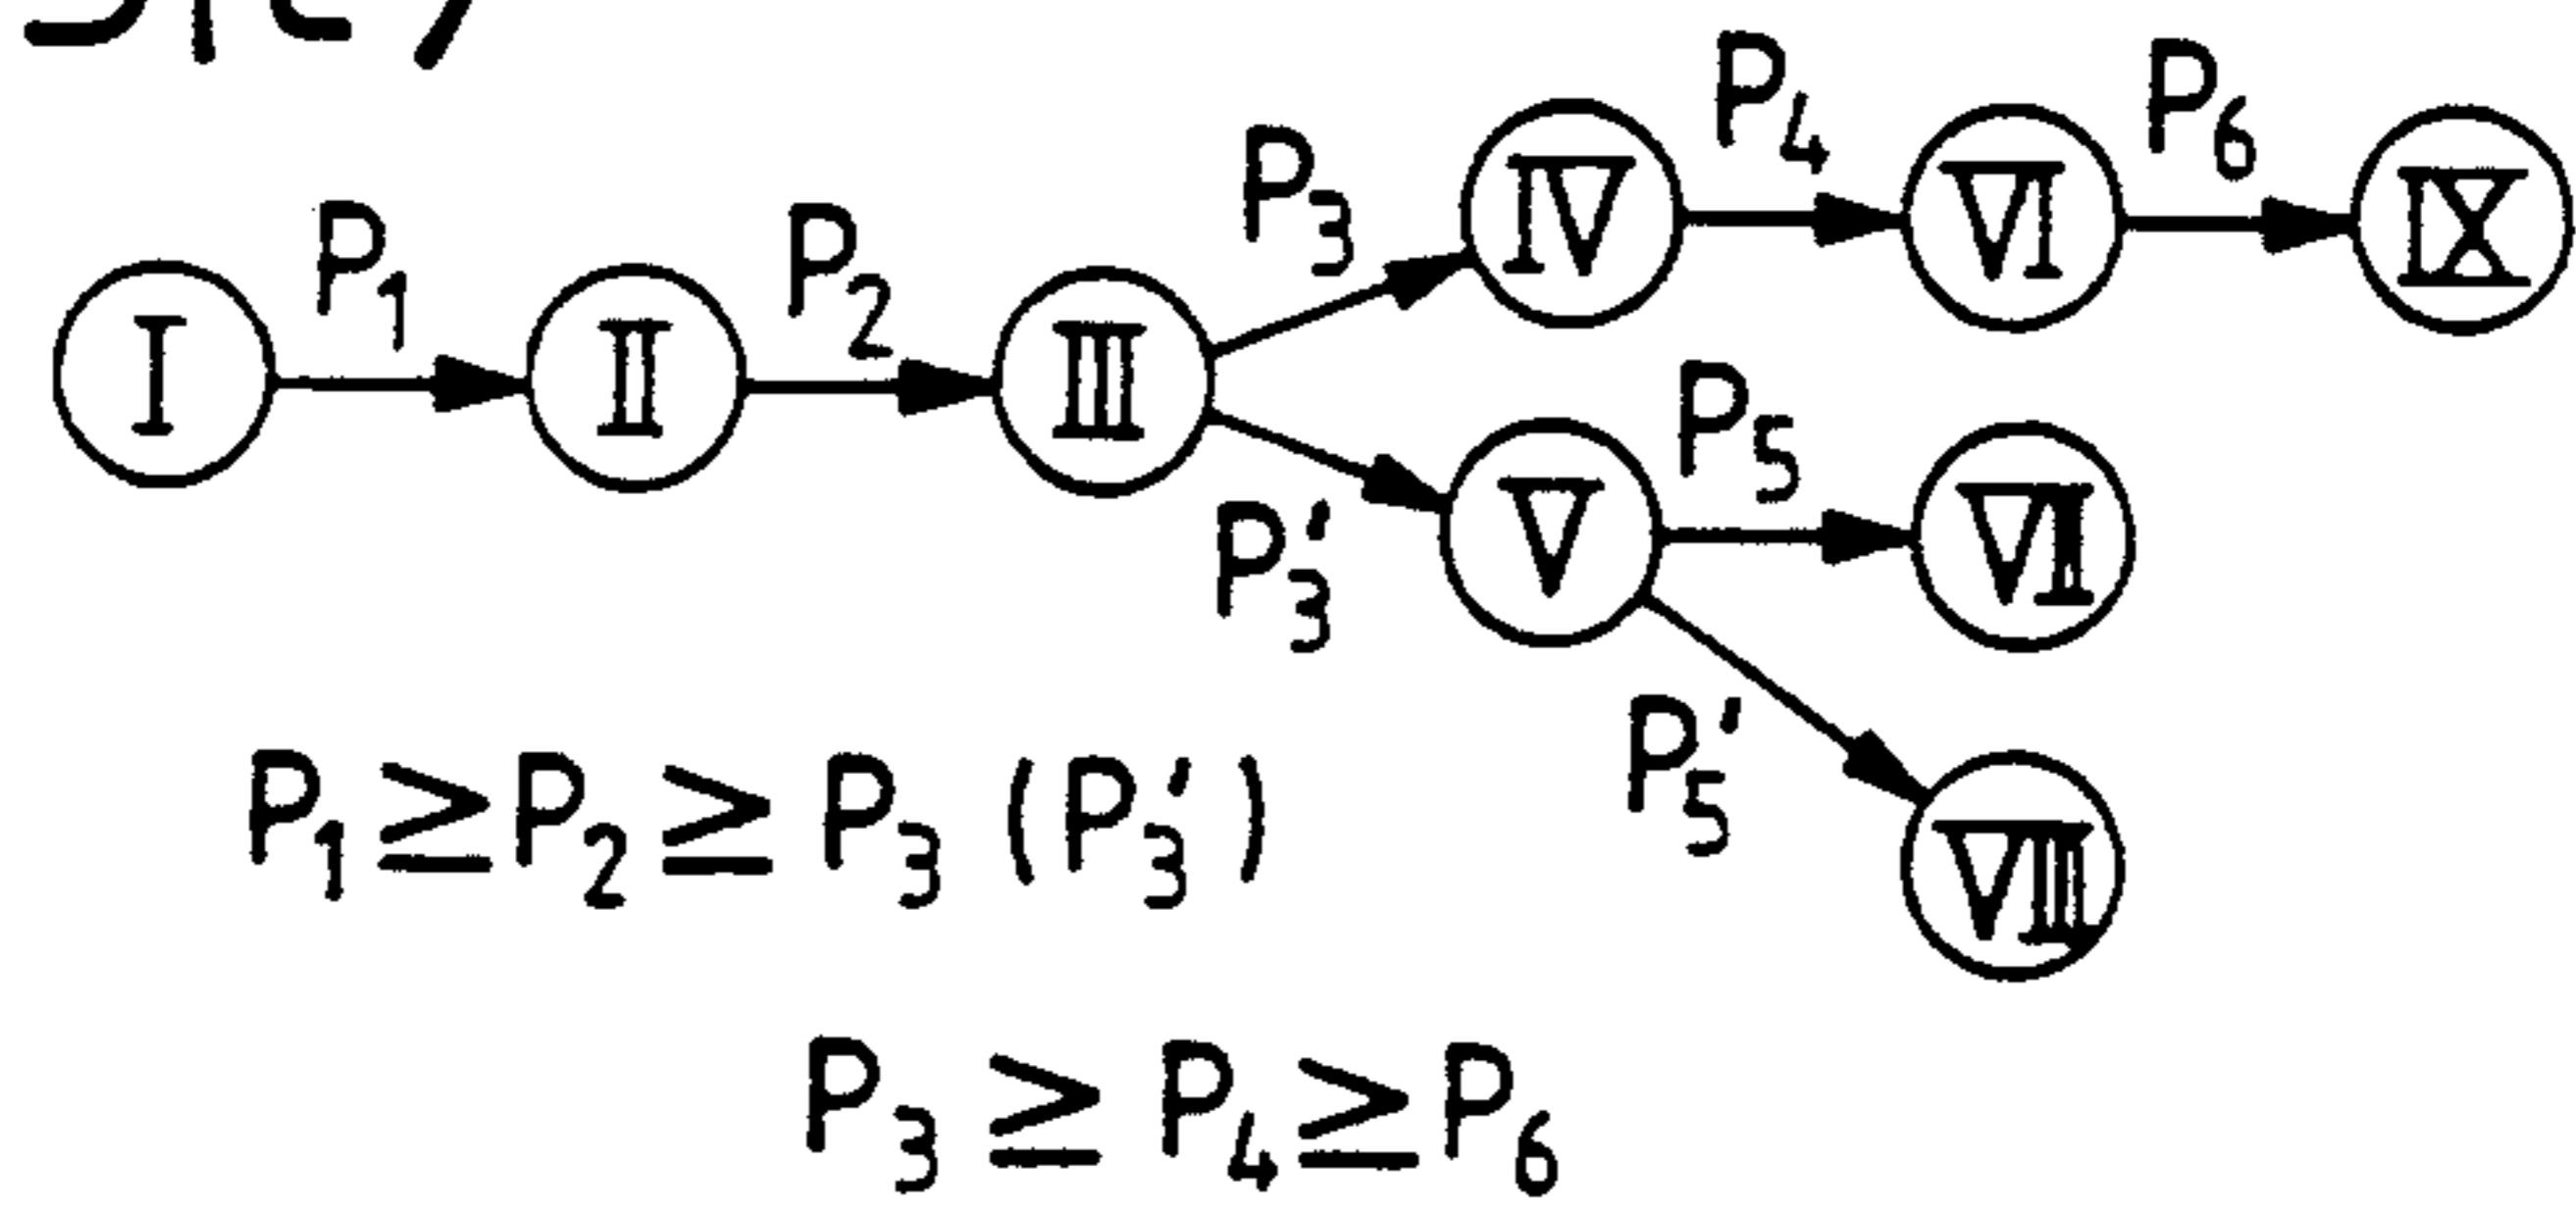 P₄ P₆
P₁ P₂ P₃ IV VI IX
I II III
P₅
P₃' V VII
P₅'
VIII
P₁ ≧ P₂ ≧ P₃ (P₃')
P₃ ≧ P₄ ≧ P₆